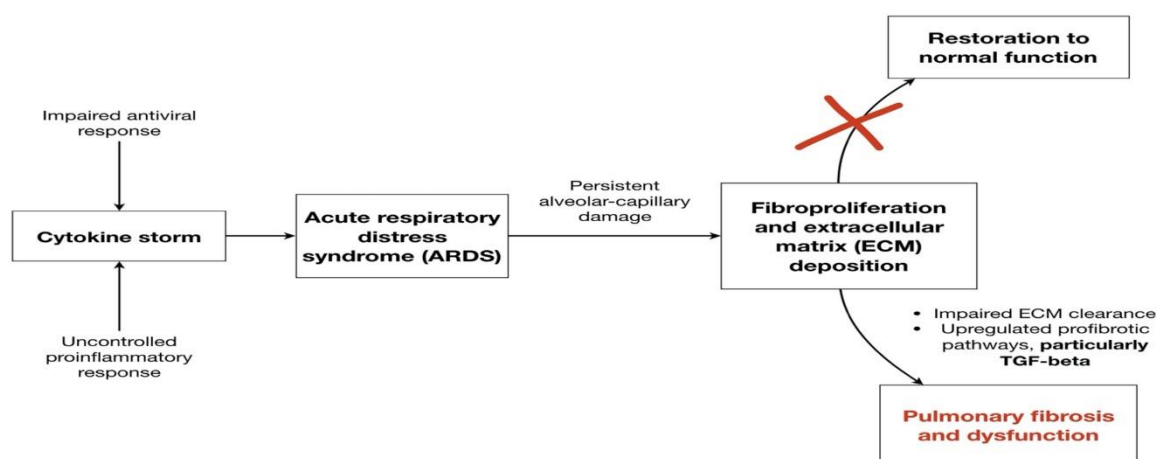 Impaired antiviral
response
Cytokine storm
Uncontrolled
proinflammatory
response
Acute respiratory
distress
syndrome (ARDS)
Persistent
alveolar-capillary
damage
Restoration to
normal function
Fibroproliferation
and extracellular
matrix (ECM)
deposition
• Impaired ECM clearance
• Upregulated profibrotic
pathways, particularly
TGF-beta
Pulmonary fibrosis
and dysfunction